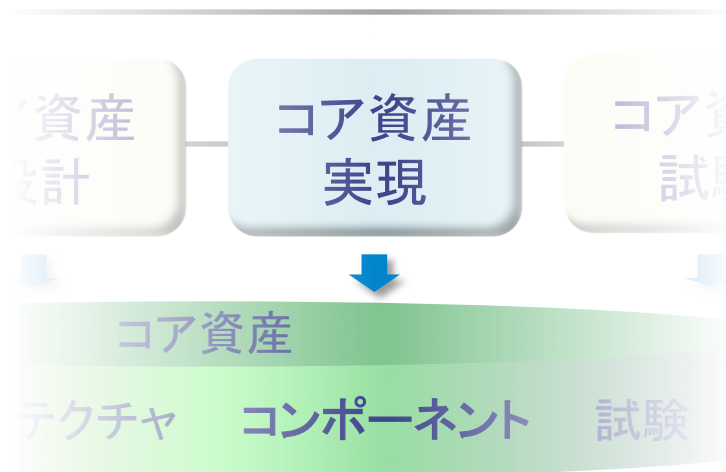 資産
設計
コア資産
実現
コア資
試験
コア資産
テクチャ
コンポーネント
試験